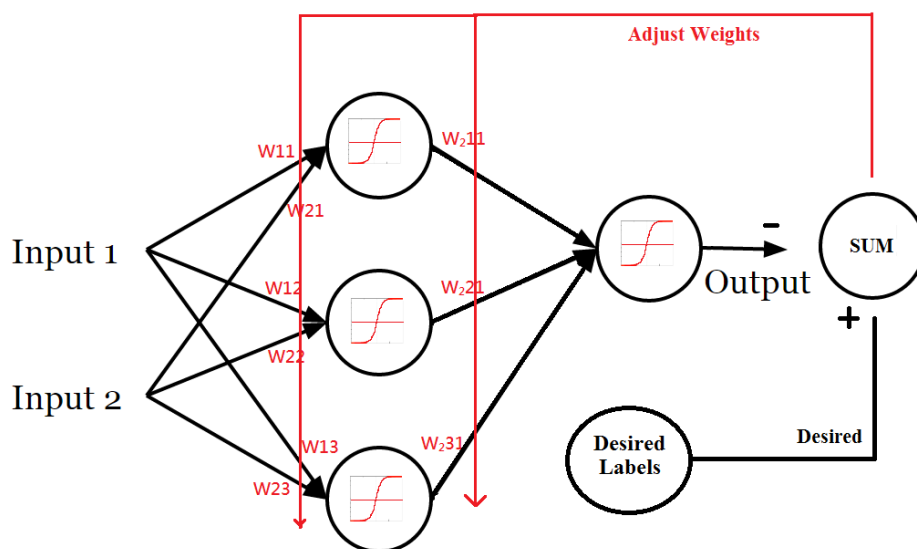 Adjust Weights
W11
W₂11
W21
Input 1
SUM
-
Output
W12
W₂21
+
W22
Input 2
W13
W₂31
Desired
Labels
Desired
W23